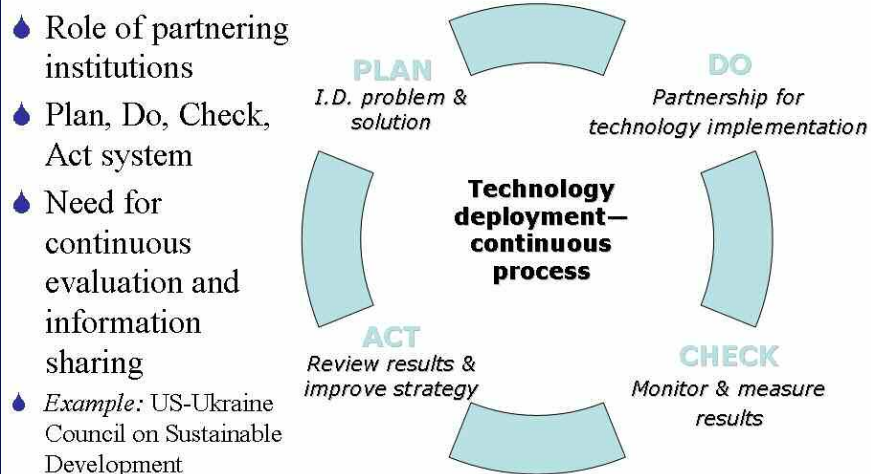 Role of partnering
institutions
Plan, Do, Check,
Act system
Need for
continuous
evaluation and
information
sharing
Example: US-Ukraine
Council on Sustainable
Development
PLAN
I.D. problem &
solution
DO
Partnership for
technology implementation
Technology
deployment—
continuous
process
ACT
Review results &
improve strategy
CHECK
Monitor & measure
results